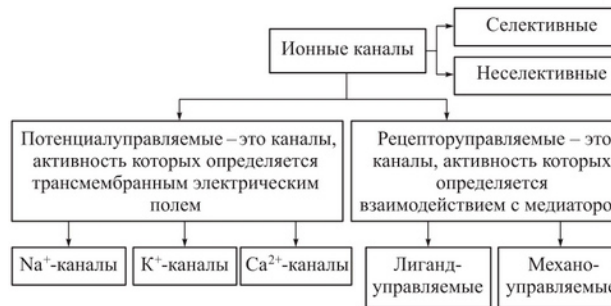 Селективные
Ионные каналы
Неселективные
Потенциалуправляемые – это каналы,
активность которых определяется
трансмембранным электрическим
полем
Рецепторуправляемые – это
каналы, активность которых
определяется
взаимодействием с медиаторо
Na⁺-каналы
К⁺-каналы
Ca²⁺-каналы
Лиганд-
управляемые
Механо-
управляемые